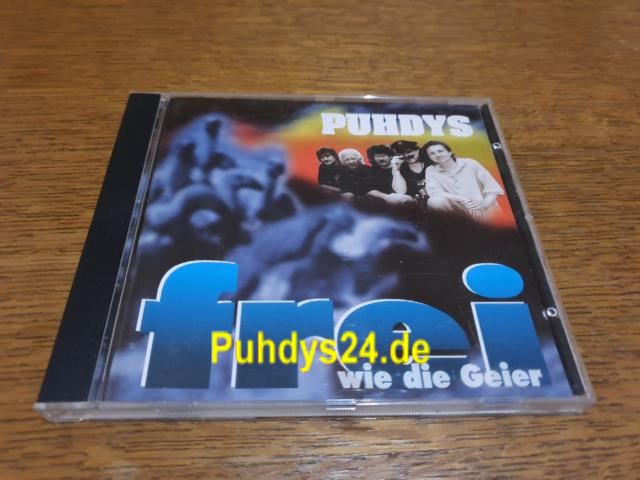 PUHDYS
frei
Puhdys24.de
wie die Geier